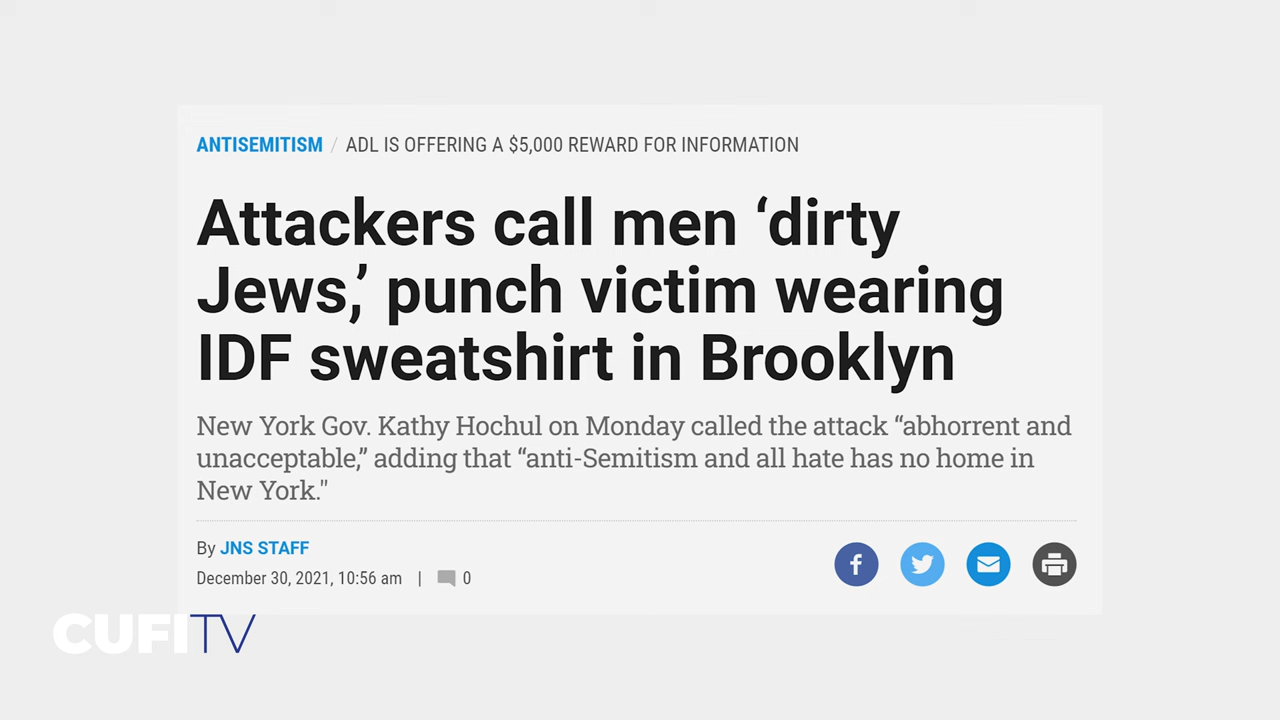 ANTISEMITISM / ADL IS OFFERING A $5,000 REWARD FOR INFORMATION
Attackers call men ‘dirty
Jews,’ punch victim wearing
IDF sweatshirt in Brooklyn
New York Gov. Kathy Hochul on Monday called the attack “abhorrent and
unacceptable,” adding that “anti-Semitism and all hate has no home in
New York."
By JNS STAFF
December 30, 2021, 10:56 am | 0
CUFITV